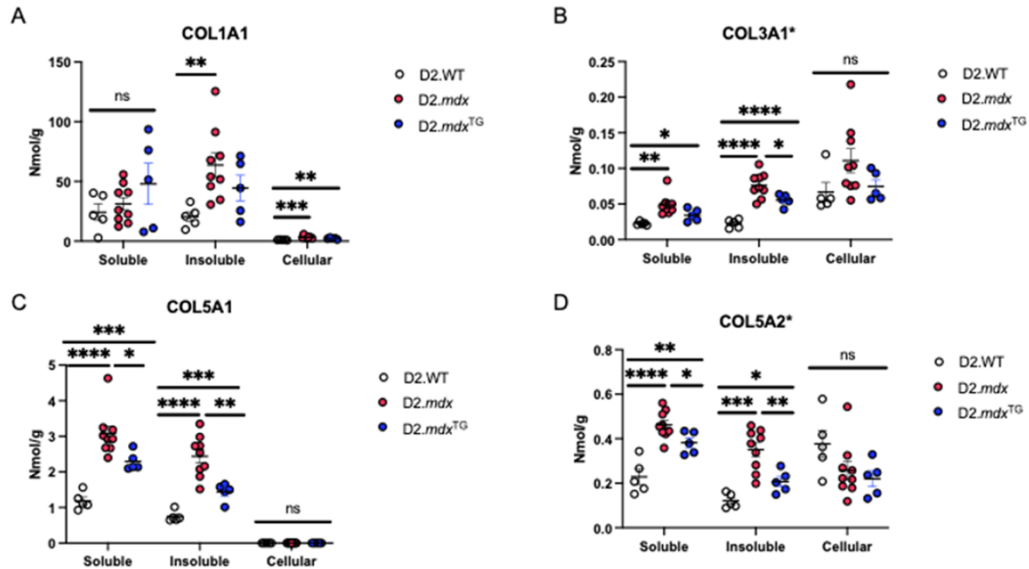 A
COL1A1
150
100
50
0
Nmol/g
ns
**
***
**
Soluble
Insoluble
Cellular
D2.WT
D2.mdx
D2.mdxTG
B
COL3A1*
0.25
0.20
0.15
0.10
0.05
0.00
Nmol/g
*
**
****
****
*
ns
Soluble
Insoluble
Cellular
D2.WT
D2.mdx
D2.mdxTG
C
COL5A1
5
4
3
2
1
0
Nmol/g
***
****
*
***
****
**
ns
Soluble
Insoluble
Cellular
D2.WT
D2.mdx
D2.mdxTG
D
COL5A2*
0.8
0.6
0.4
0.2
0.0
Nmol/g
**
****
*
*
***
**
ns
Soluble
Insoluble
Cellular
D2.WT
D2.mdx
D2.mdxTG